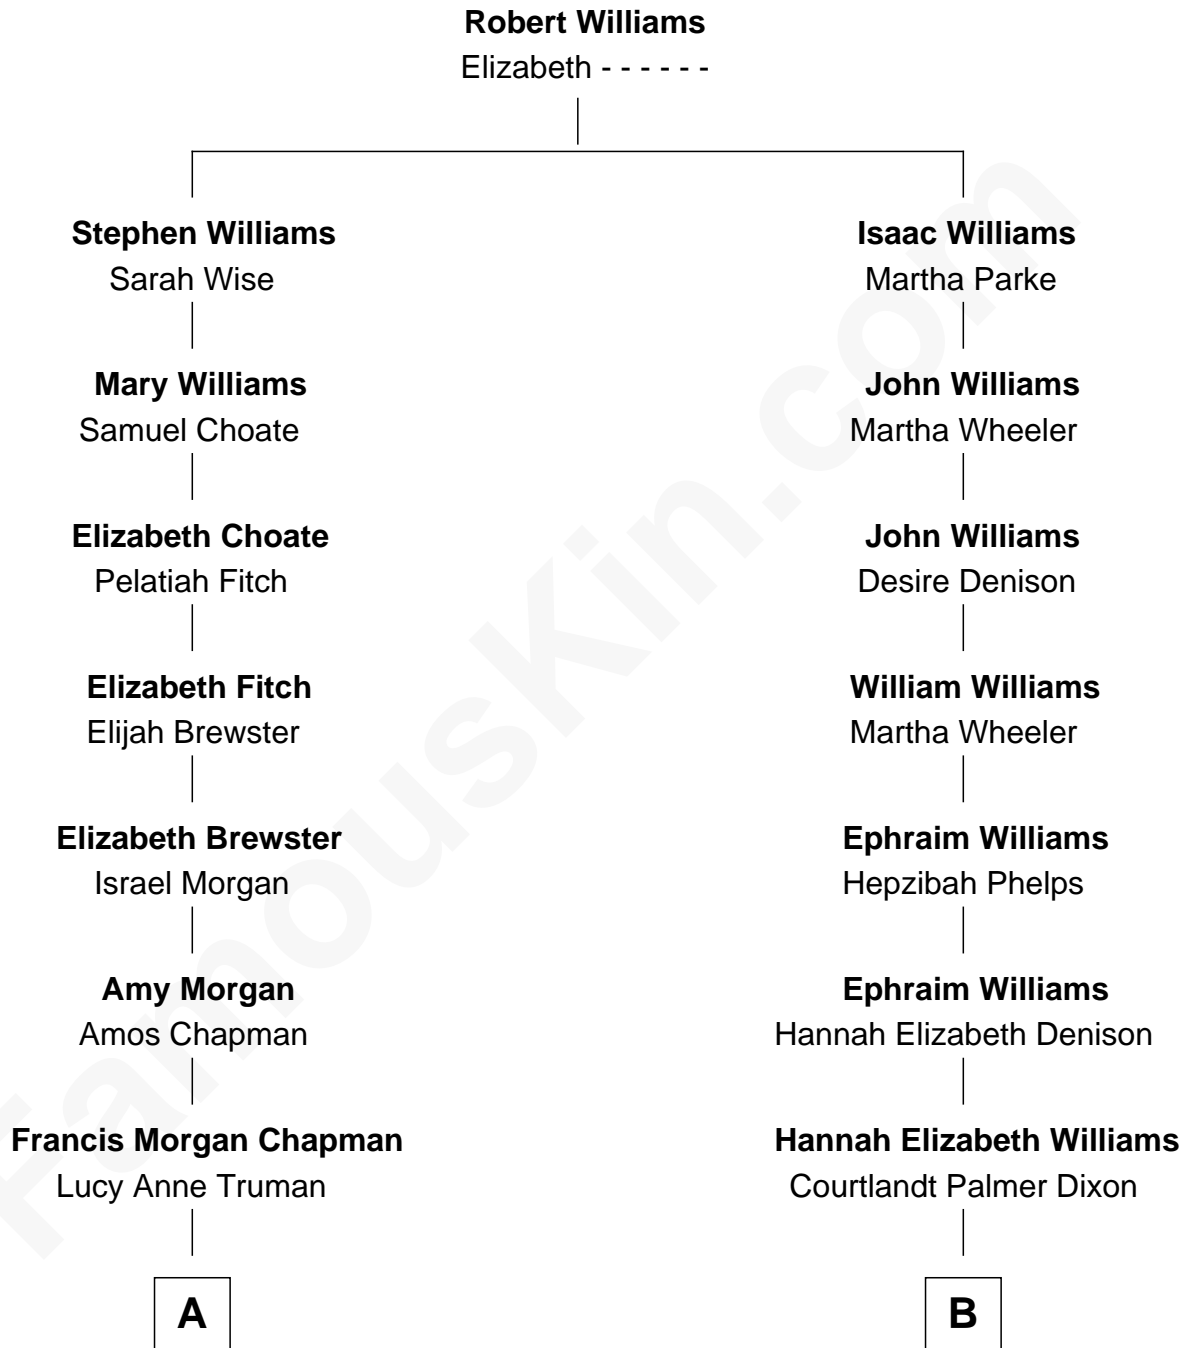 Robert Williams
Elizabeth - - - - - -
Stephen Williams
Sarah Wise
Isaac Williams
Martha Parke
Mary Williams
Samuel Choate
John Williams
Martha Wheeler
Elizabeth Choate
Pelatiah Fitch
John Williams
Desire Denison
Elizabeth Fitch
Elijah Brewster
William Williams
Martha Wheeler
Elizabeth Brewster
Israel Morgan
Ephraim Williams
Hepzibah Phelps
Amy Morgan
Amos Chapman
Ephraim Williams
Hannah Elizabeth Denison
Francis Morgan Chapman
Lucy Anne Truman
Hannah Elizabeth Williams
Courtlandt Palmer Dixon
A
B
FamousKin.com